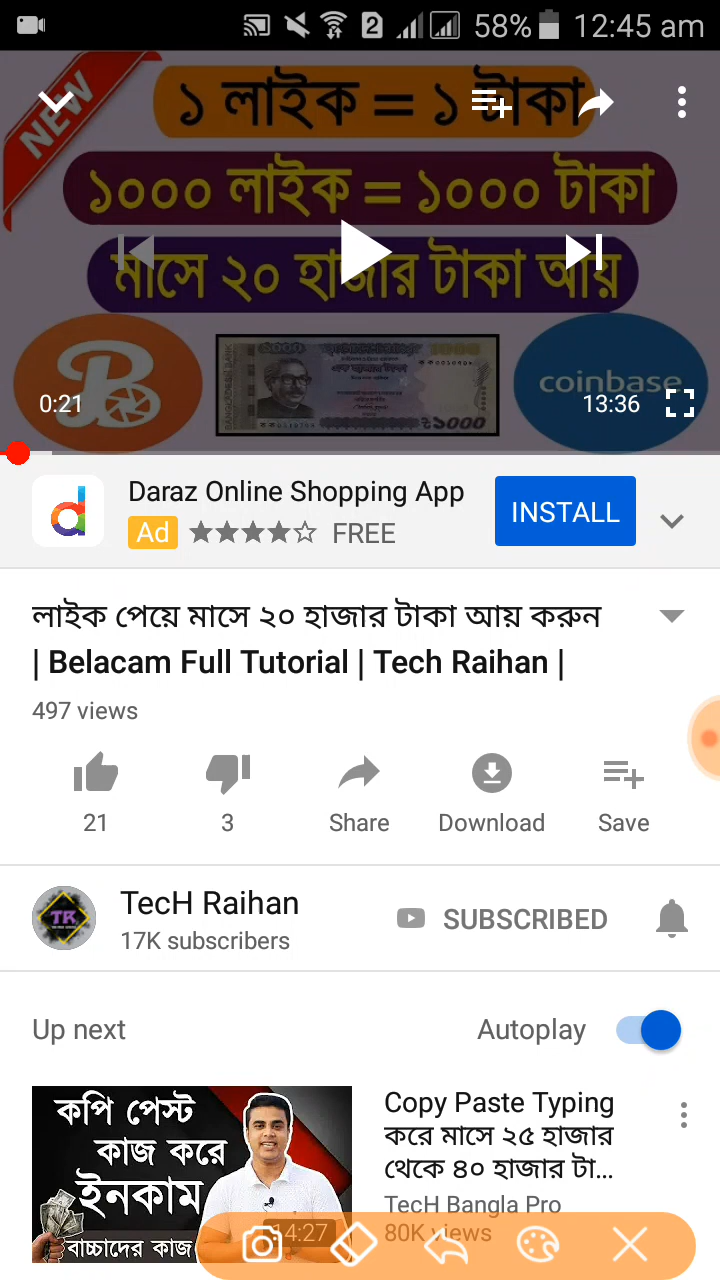 58% 12:45 am
NEW
১ লাইক = ১ টাকা
১০০০ লাইক = ১০০০ টাকা
মাসে ২০ হাজার টাকা আয়
coinbase
0:21
13:36
Daraz Online Shopping App
Ad FREE
INSTALL
লাইক পেয়ে মাসে ২০ হাজার টাকা আয় করুন
| Belacam Full Tutorial | Tech Raihan |
497 views
21 3 Share Download Save
TecH Raihan
17K subscribers
SUBSCRIBED
Up next Autoplay
কপি পেস্ট
কাজ করে
ইনকাম
বাচ্চাদের কাজ
14:27
Copy Paste Typing
করে মাসে ২৫ হাজার
থেকে ৪০ হাজার টা...
TecH Bangla Pro
80K views